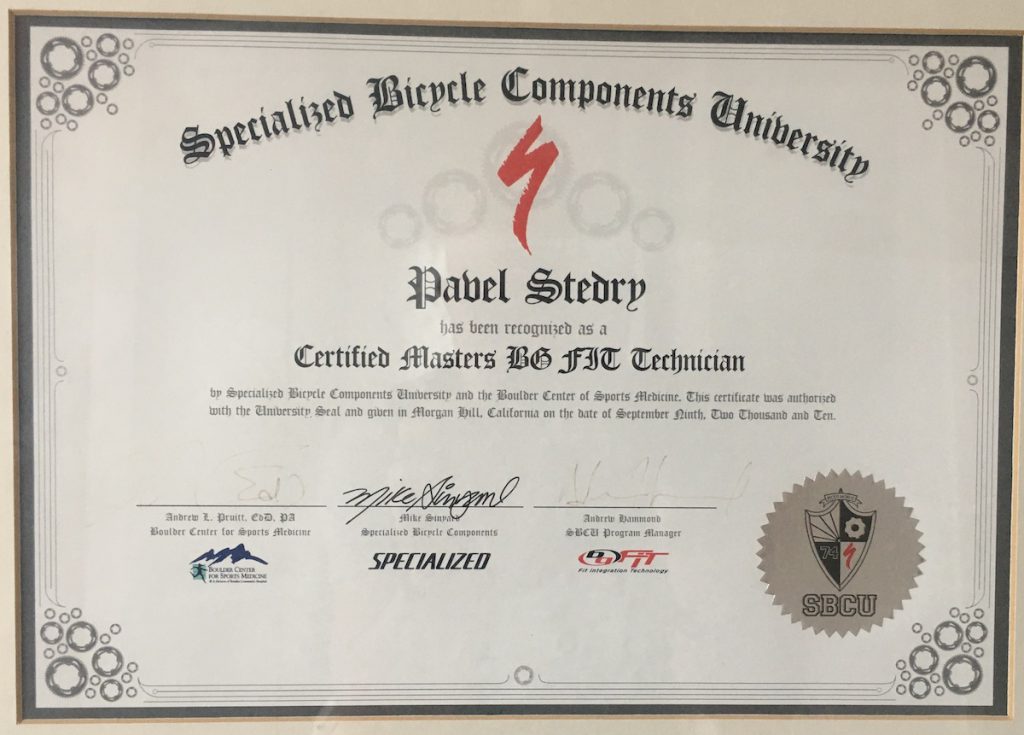 Specialized Bicycle Components University
Pavel Stedry
has been recognized as a
Certified Masters BG FIT Technician
by Specialized Bicycle Components University and the Boulder Center of Sports Medicine. This certificate was authorized
with the University Seal and given in Morgan Hill, California on the date of September Ninth, Two Thousand and Ten.
Mike Sinyard
Andrew L. Pruitt, EdD, PA
Boulder Center for Sports Medicine
Mike Sinyard
Specialized Bicycle Components
Andrew Hammond
SBCU Program Manager
BOULDER CENTER
FOR SPORTS MEDICINE
SPECIALIZED
BG FIT
Fit Integration Technology
74
SBCU